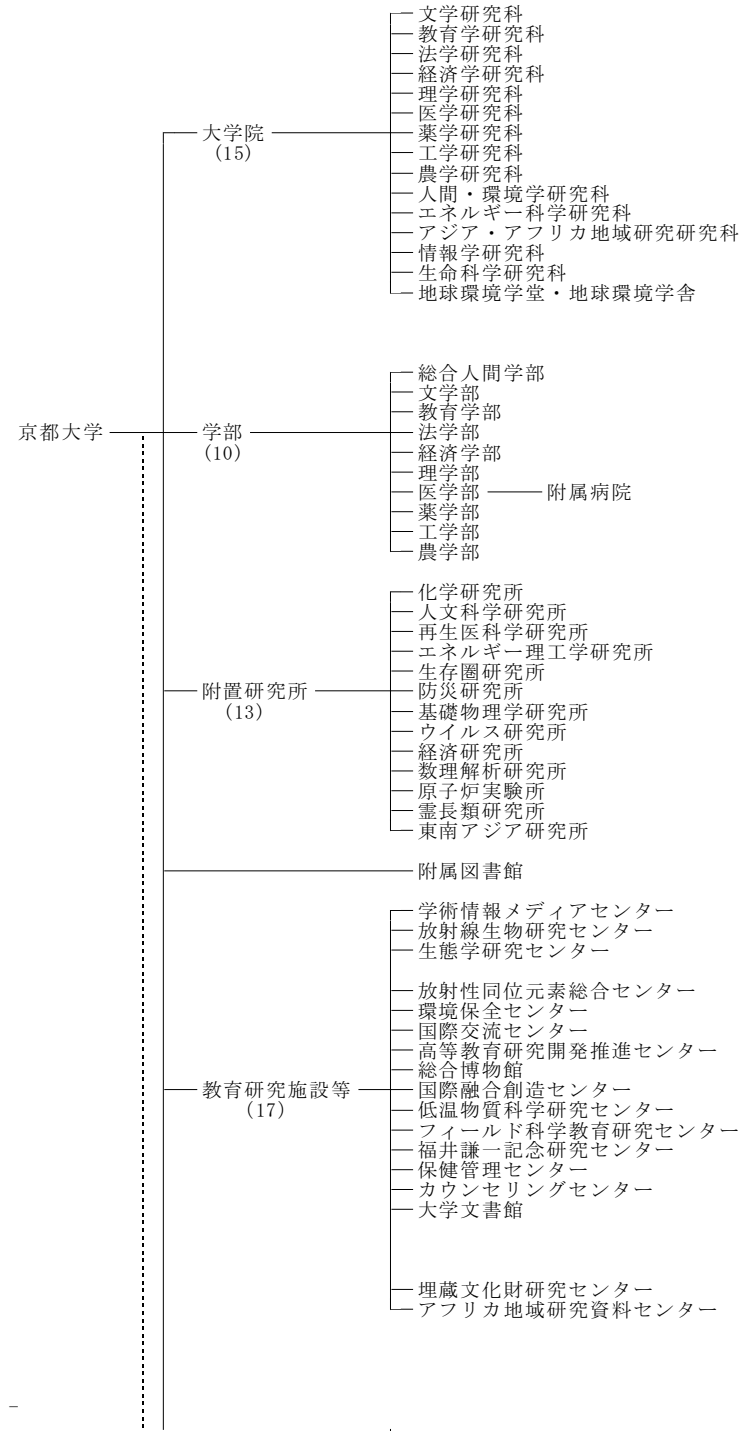 文学研究科
教育学研究科
法学研究科
経済学研究科
理学研究科
医学研究科
大学院
薬学研究科
(15)
工学研究科
農学研究科
人間・環境学研究科
エネルギー科学研究科
アジア・アフリカ地域研究研究科
情報学研究科
生命科学研究科
地球環境学堂・地球環境学舎
総合人間学部
文学部
教育学部
京都大学
学部
法学部
(10)
経済学部
理学部
医学部 附属病院
薬学部
工学部
農学部
化学研究所
人文科学研究所
再生医科学研究所
エネルギー理工学研究所
生存圏研究所
附置研究所
防災研究所
(13)
基礎物理学研究所
ウイルス研究所
経済研究所
数理解析研究所
原子炉実験所
霊長類研究所
東南アジア研究所
附属図書館
学術情報メディアセンター
放射線生物研究センター
生態学研究センター
放射性同位元素総合センター
環境保全センター
国際交流センター
高等教育研究開発推進センター
総合博物館
教育研究施設等
国際融合創造センター
(17)
低温物質科学研究センター
フィールド科学教育研究センター
福井謙一記念研究センター
保健管理センター
カウンセリングセンター
大学文書館
埋蔵文化財研究センター
アフリカ地域研究資料センター